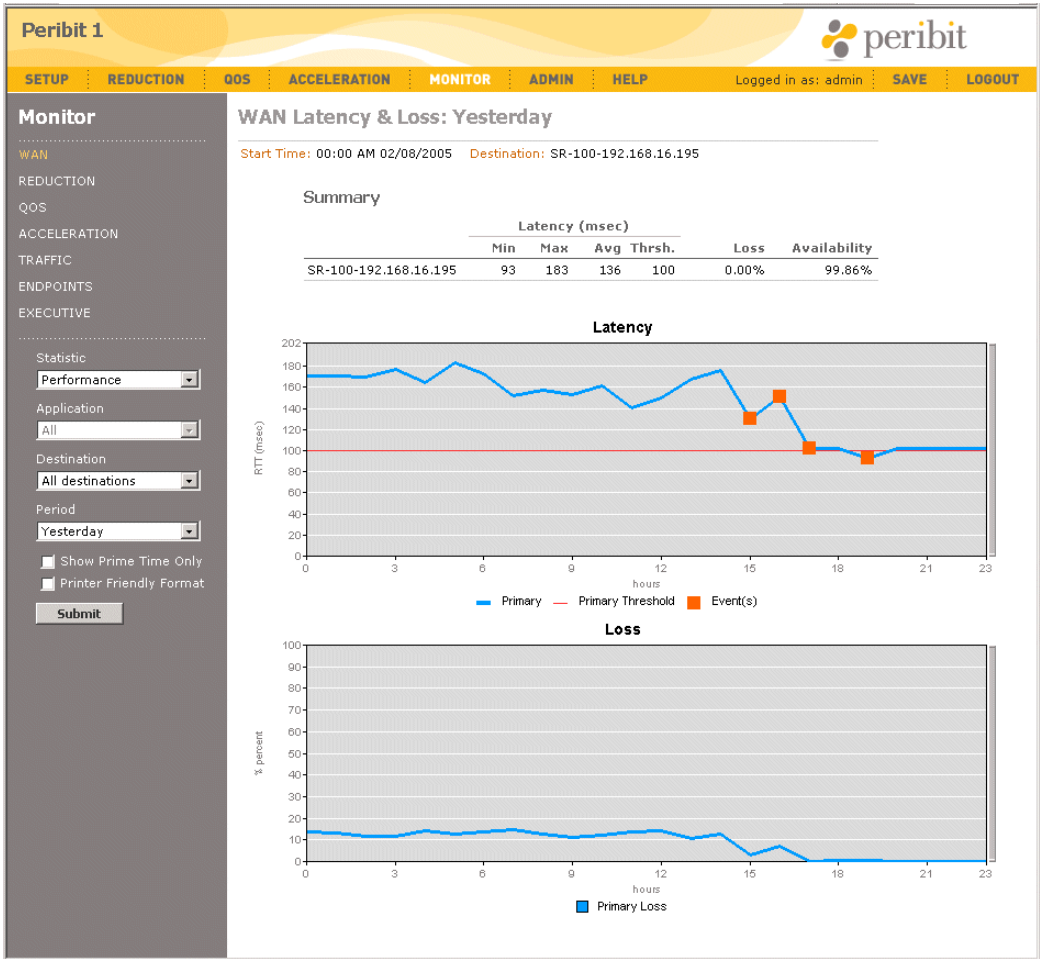 Peribit 1
peribit
SETUP REDUCTION QOS ACCELERATION MONITOR ADMIN HELP Logged in as: admin SAVE LOGOUT
Monitor
WAN
REDUCTION
QOS
ACCELERATION
TRAFFIC
ENDPOINTS
EXECUTIVE
Statistic
Performance
Application
All
Destination
All destinations
Period
Yesterday
Show Prime Time Only
Printer Friendly Format
Submit
WAN Latency & Loss: Yesterday
Start Time: 00:00 AM 02/08/2005 Destination: SR-100-192.168.16.195
Summary
Latency (msec)
Min Max Avg Thrsh. Loss Availability
SR-100-192.168.16.195 93 183 136 100 0.00% 99.86%
Latency
202
180
160
140
120
100
80
60
40
20
0
RTT (msec)
0 3 6 9 12 15 18 21 23
hours
Primary Primary Threshold Event(s)
Loss
100
90
80
70
60
50
40
30
20
10
0
% percent
0 3 6 9 12 15 18 21 23
hours
Primary Loss